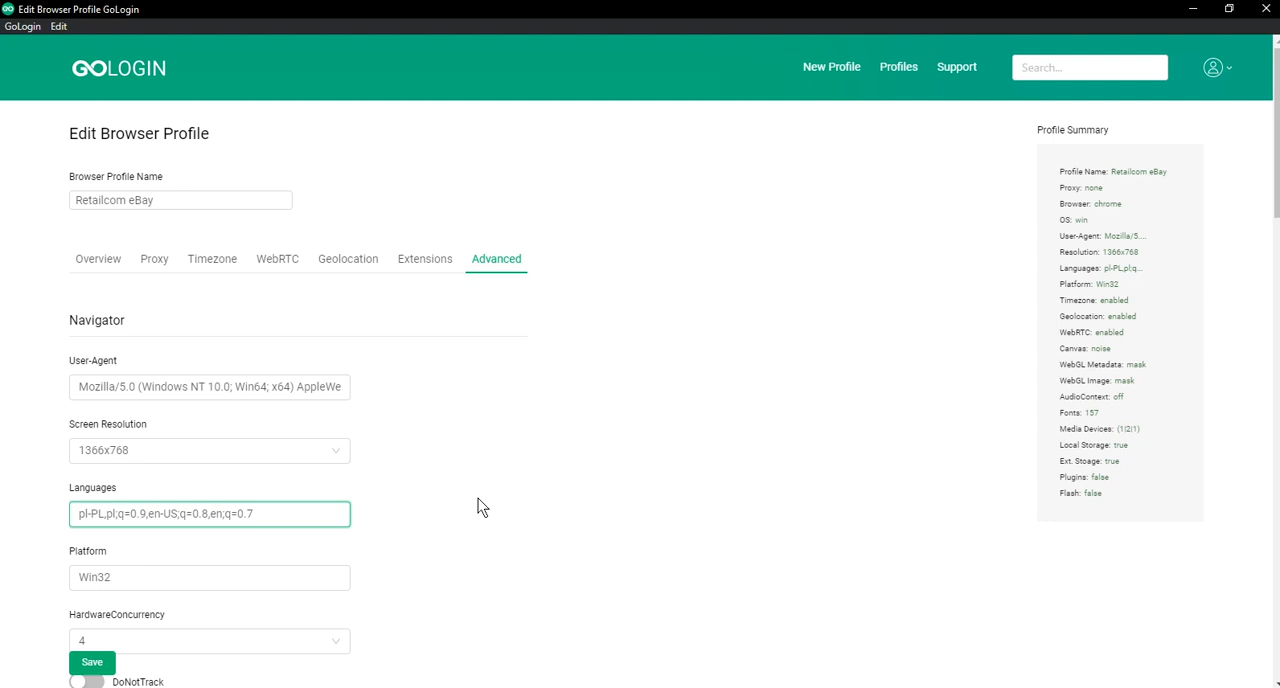 Edit Browser Profile GoLogin
GoLogin Edit
GOLOGIN
New Profile Profiles Support Search...
Edit Browser Profile
Browser Profile Name
Retailcom eBay
Overview Proxy Timezone WebRTC Geolocation Extensions Advanced
Navigator
User-Agent
Mozilla/5.0 (Windows NT 10.0; Win64; x64) AppleWe
Screen Resolution
1366x768
Languages
pl-PL,pl;q=0.9,en-US;q=0.8,en;q=0.7
Platform
Win32
HardwareConcurrency
4
Save
DoNotTrack
Profile Summary
Profile Name: Retailcom eBay
Proxy: none
Browser: chrome
OS: win
User-Agent: Mozilla/5....
Resolution: 1366x768
Languages: pl-PL,pl;q...
Platform: Win32
Timezone: enabled
Geolocation: enabled
WebRTC: enabled
Canvas: noise
WebGL Metadata: mask
WebGL Image: mask
AudioContext: off
Fonts: 157
Media Devices: (1|2|1)
Local Storage: true
Ext. Stoage: true
Plugins: false
Flash: false